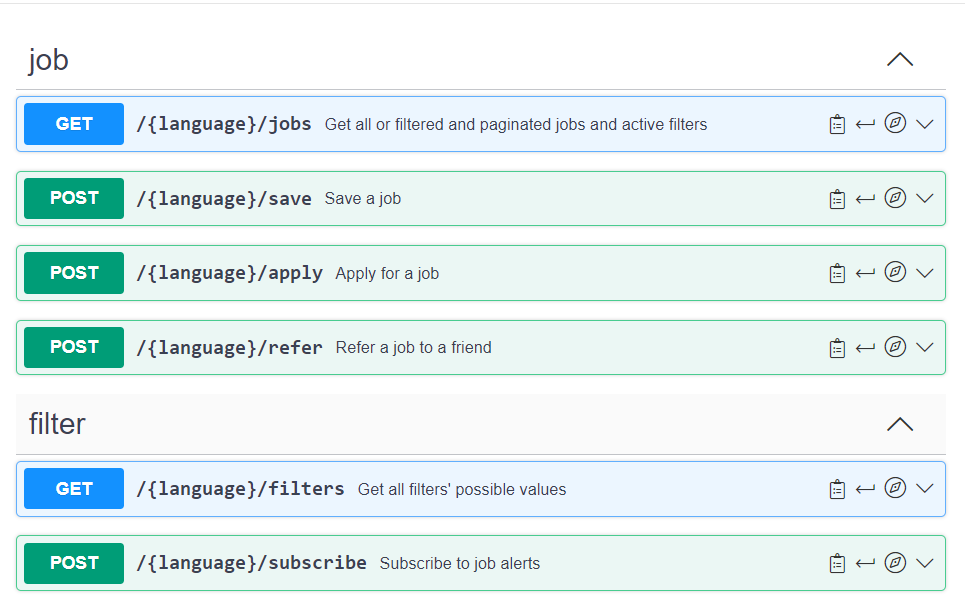 job
GET /{language}/jobs Get all or filtered and paginated jobs and active filters
POST /{language}/save Save a job
POST /{language}/apply Apply for a job
POST /{language}/refer Refer a job to a friend
filter
GET /{language}/filters Get all filters' possible values
POST /{language}/subscribe Subscribe to job alerts